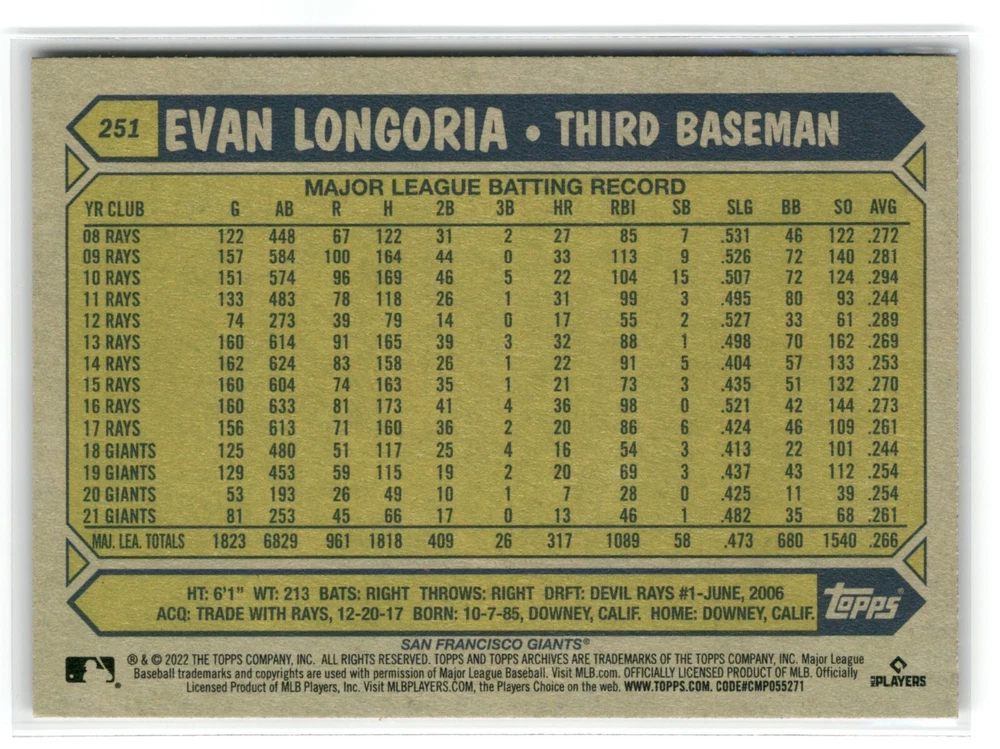 251 EVAN LONGORIA • THIRD BASEMAN
MAJOR LEAGUE BATTING RECORD
YR CLUB G AB R H 2B 3B HR RBI SB SLG BB SO AVG
08 RAYS 122 448 67 122 31 2 27 85 7 .531 46 122 .272
09 RAYS 157 584 100 164 44 0 33 113 9 .526 72 140 .281
10 RAYS 151 574 96 169 46 5 22 104 15 .507 72 124 .294
11 RAYS 133 483 78 118 26 1 31 99 3 .495 80 93 .244
12 RAYS 74 273 39 79 14 0 17 55 2 .527 33 61 .289
13 RAYS 160 614 91 165 39 3 32 88 1 .498 70 162 .269
14 RAYS 162 624 83 158 26 1 22 91 5 .404 57 133 .253
15 RAYS 160 604 74 163 35 1 21 73 3 .435 51 132 .270
16 RAYS 160 633 81 173 41 4 36 98 0 .521 42 144 .273
17 RAYS 156 613 71 160 36 2 20 86 6 .424 46 109 .261
18 GIANTS 125 480 51 117 25 4 16 54 3 .413 22 101 .244
19 GIANTS 129 453 59 115 19 2 20 69 3 .437 43 112 .254
20 GIANTS 53 193 26 49 10 1 7 28 0 .425 11 39 .254
21 GIANTS 81 253 45 66 17 0 13 46 1 .482 35 68 .261
MAJ. LEA. TOTALS 1823 6829 961 1818 409 26 317 1089 58 .473 680 1540 .266
HT: 6'1" WT: 213 BATS: RIGHT THROWS: RIGHT DRFT: DEVIL RAYS #1-JUNE, 2006
ACQ: TRADE WITH RAYS, 12-20-17 BORN: 10-7-85, DOWNEY, CALIF. HOME: DOWNEY, CALIF.
topps®
SAN FRANCISCO GIANTS®
® & © 2022 THE TOPPS COMPANY, INC. ALL RIGHTS RESERVED. TOPPS AND TOPPS ARCHIVES ARE TRADEMARKS OF THE TOPPS COMPANY, INC. Major League
Baseball trademarks and copyrights are used with permission of Major League Baseball. Visit MLB.com. OFFICIALLY LICENSED PRODUCT OF MLB. Officially
Licensed Product of MLB Players, Inc. Visit MLBPLAYERS.COM, the Players Choice on the web. WWW.TOPPS.COM. CODE#CMP055271
MLB PLAYERS